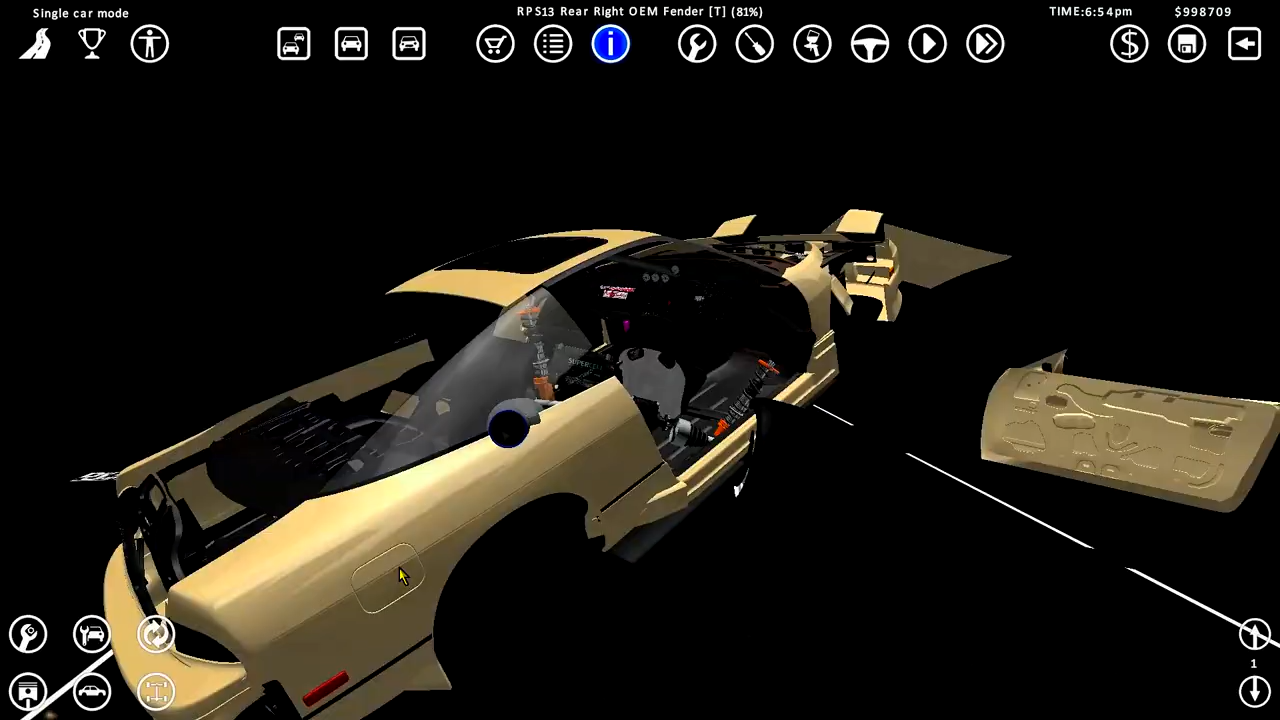 Single car mode
RPS13 Rear Right OEM Fender [T] (81%)
TIME:6:54pm
$998709
1